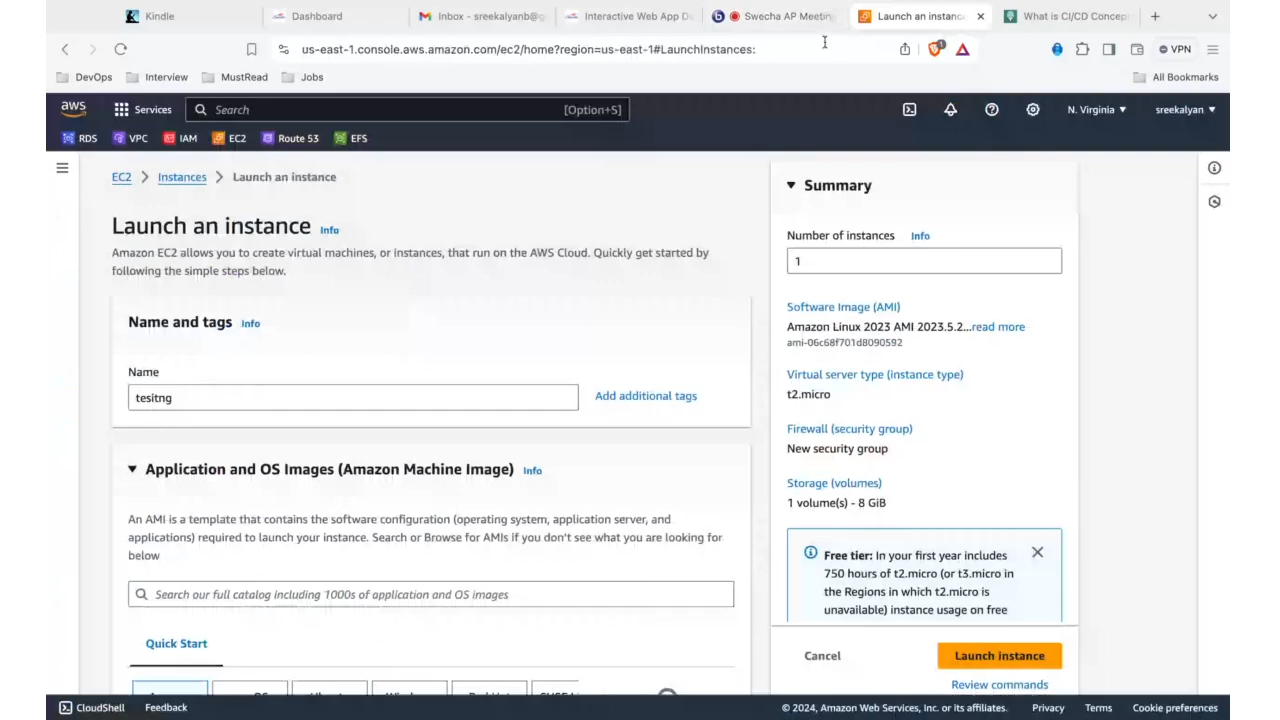 Kindle
Dashboard
Inbox - sreekalyanb@g
Interactive Web App D
Swecha AP Meetin
Launch an instanc
What is CI/CD Concep
us-east-1.console.aws.amazon.com/ec2/home?region=us-east-1#LaunchInstances:
1
VPN
DevOps
Interview
MustRead
Jobs
All Bookmarks
aws
Services
Search
[Option+S]
N. Virginia
sreekalyan
RDS
VPC
IAM
EC2
Route 53
EFS
EC2 > Instances > Launch an instance
Launch an instance Info
Amazon EC2 allows you to create virtual machines, or instances, that run on the AWS Cloud. Quickly get started by
following the simple steps below.
Name and tags Info
Name
tesitng
Add additional tags
Application and OS Images (Amazon Machine Image) Info
An AMI is a template that contains the software configuration (operating system, application server, and
applications) required to launch your instance. Search or Browse for AMIs if you don't see what you are looking for
below
Search our full catalog including 1000s of application and OS images
Quick Start
Summary
Number of instances Info
1
Software Image (AMI)
Amazon Linux 2023 AMI 2023.5.2...read more
ami-06c68f701d8090592
Virtual server type (instance type)
t2.micro
Firewall (security group)
New security group
Storage (volumes)
1 volume(s) - 8 GiB
Free tier: In your first year includes
750 hours of t2.micro (or t3.micro in
the Regions in which t2.micro is
unavailable) instance usage on free
Cancel
Launch instance
Review commands
CloudShell
Feedback
© 2024, Amazon Web Services, Inc. or its affiliates.
Privacy
Terms
Cookie preferences